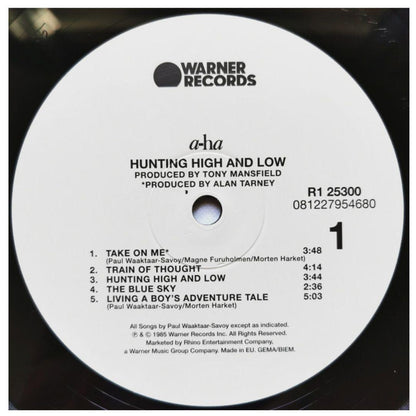 WARNER
RECORDS
a-ha
HUNTING HIGH AND LOW
PRODUCED BY TONY MANSFIELD
*PRODUCED BY ALAN TARNEY
R1 25300
081227954680
1
1. TAKE ON ME* 3:48
(Paul Waaktaar-Savoy/Magne Furuholmen/Morten Harket)
2. TRAIN OF THOUGHT 4:14
3. HUNTING HIGH AND LOW 3:44
4. THE BLUE SKY 2:36
5. LIVING A BOY'S ADVENTURE TALE 5:03
(Paul Waaktaar-Savoy/Morten Harket)
All Songs by Paul Waaktaar-Savoy except as indicated.
℗ & © 1985 Warner Records Inc. All Rights Reserved.
Marketed by Rhino Entertainment Company,
a Warner Music Group Company. Made in EU. GEMA/BIEM.